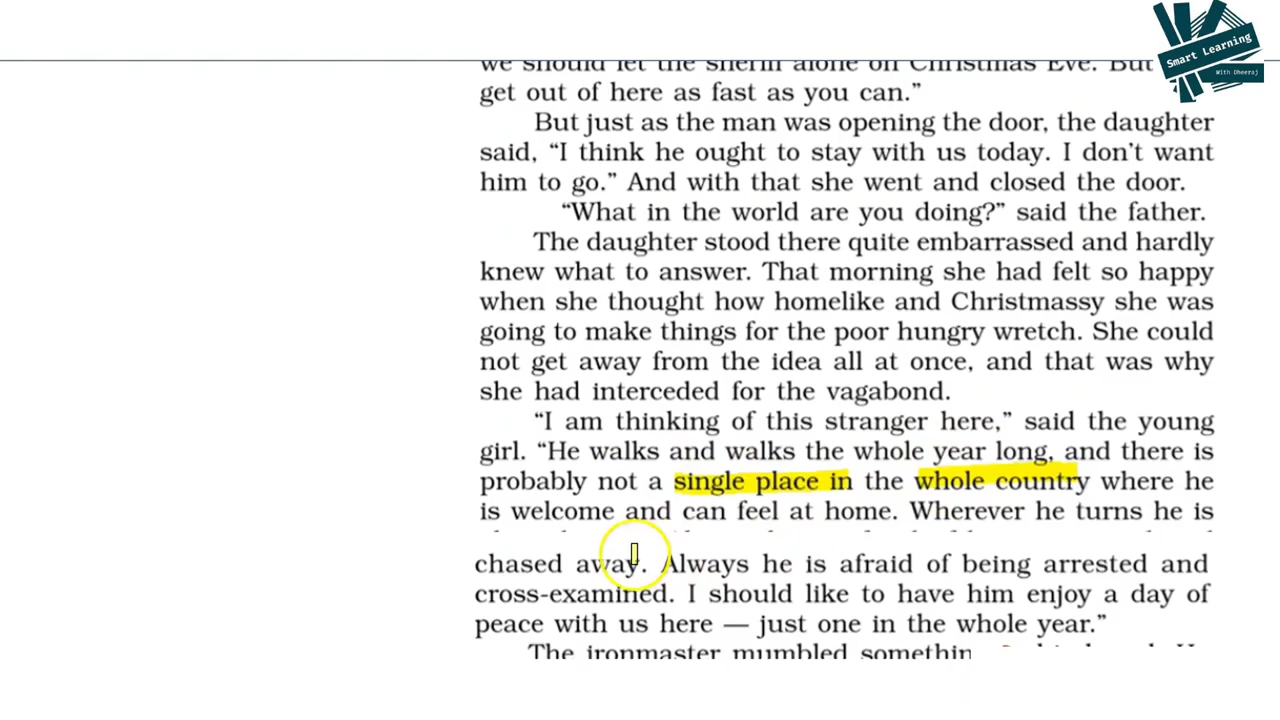 Smart Learning
With Dheeraj
we should let the sheriff alone on Christmas Eve. But
get out of here as fast as you can.”
But just as the man was opening the door, the daughter
said, “I think he ought to stay with us today. I don’t want
him to go.” And with that she went and closed the door.
“What in the world are you doing?” said the father.
The daughter stood there quite embarrassed and hardly
knew what to answer. That morning she had felt so happy
when she thought how homelike and Christmassy she was
going to make things for the poor hungry wretch. She could
not get away from the idea all at once, and that was why
she had interceded for the vagabond.
“I am thinking of this stranger here,” said the young
girl. “He walks and walks the whole year long, and there is
probably not a single place in the whole country where he
is welcome and can feel at home. Wherever he turns he is
chased away. Always he is afraid of being arrested and
cross-examined. I should like to have him enjoy a day of
peace with us here — just one in the whole year.”
The ironmaster mumbled somethin